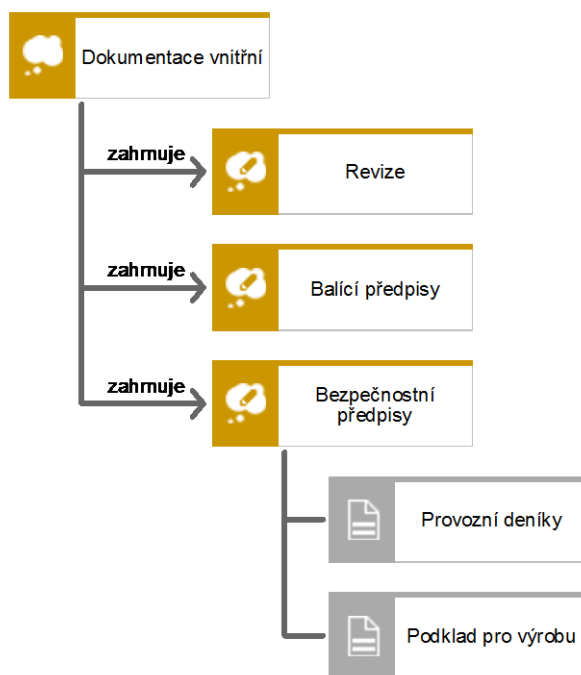 Dokumentace vnitřní
zahrnuje
Revize
zahrnuje
Balící předpisy
zahrnuje
Bezpečnostní
předpisy
Provozní deníky
Podklad pro výrobu